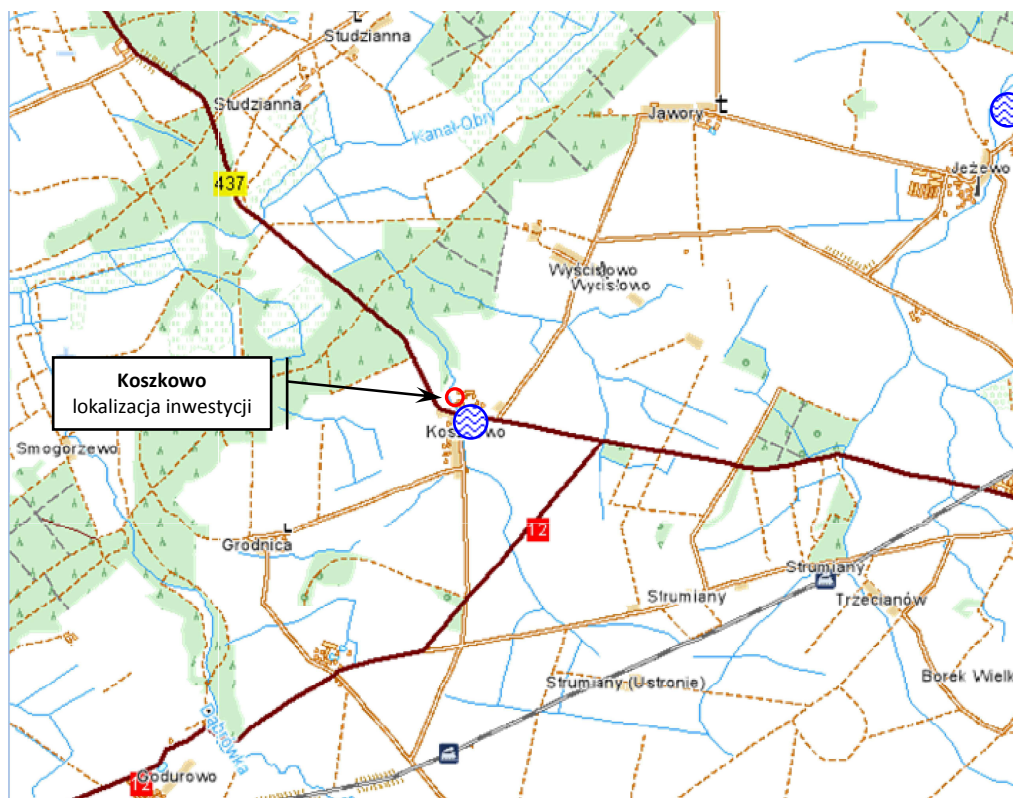 Studzianna
Studzianna
Kanał-Obry
Jawory
437
Jeżewo
Wyścisłowo
Wycisłowo
Koszkowo
lokalizacja inwestycji
Smogorzewo
12
Grodnica
Strumiany
Strumiany
Trzecianów
Strumiany (Ustronie)
Borek Wielk
Dąbrówka
12
Godurowo